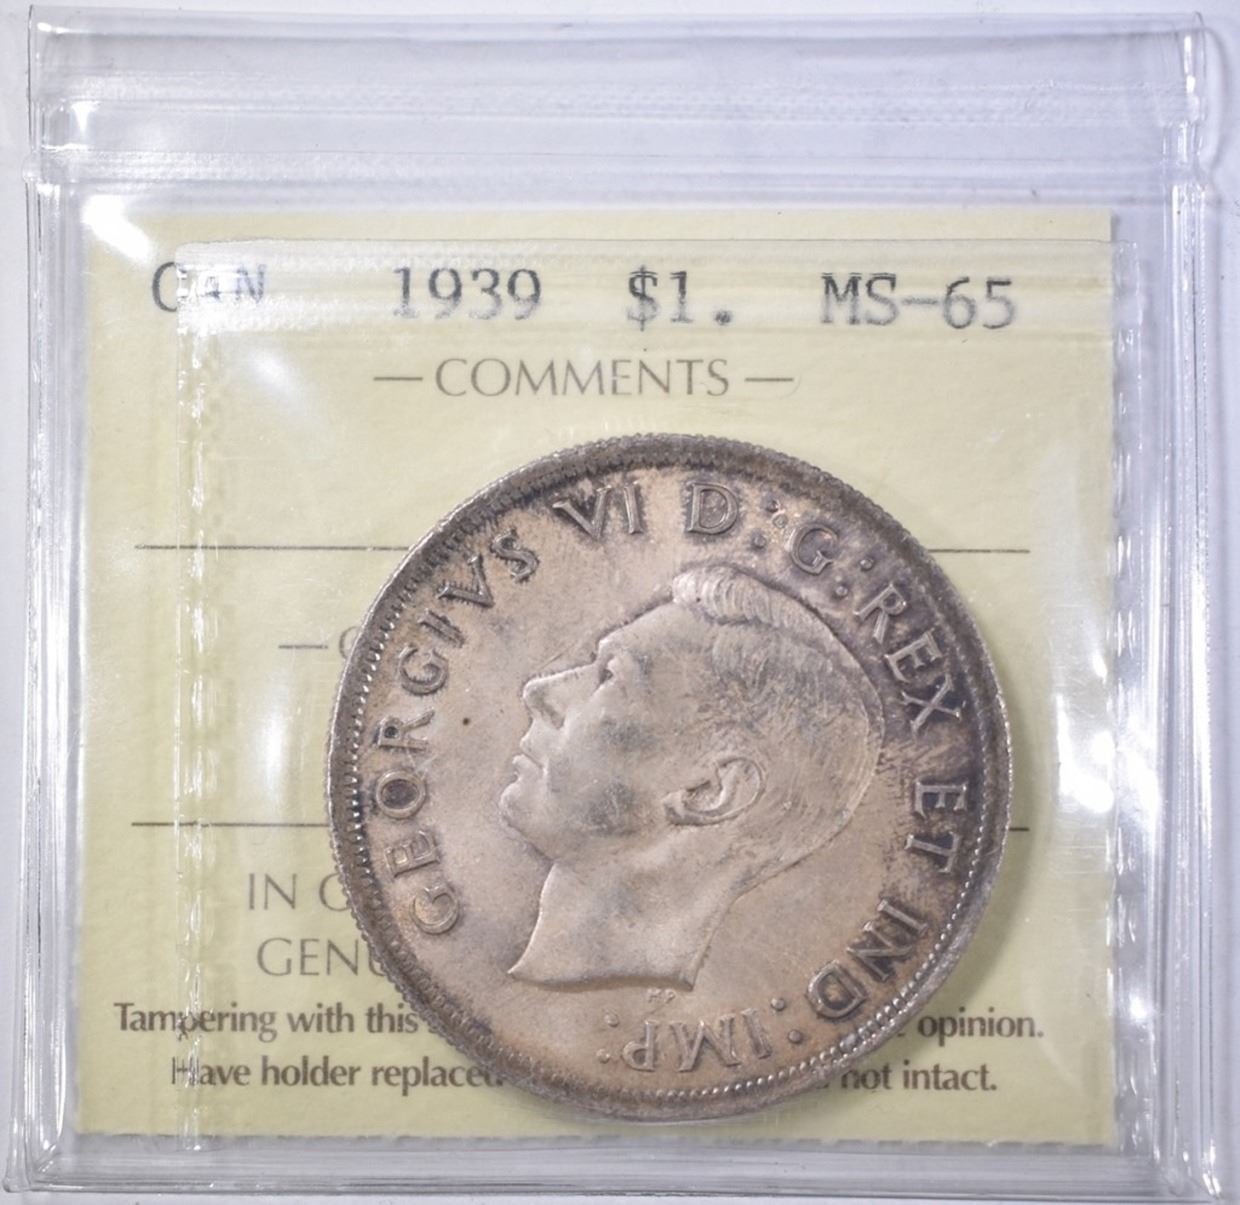 CAN 1939 $1. MS-65
— COMMENTS —
GEORGIVS VI D:G:REX ET IND:IMP:
HP
IN
GENU
Tampering with this opinion.
Have holder replaced not intact.